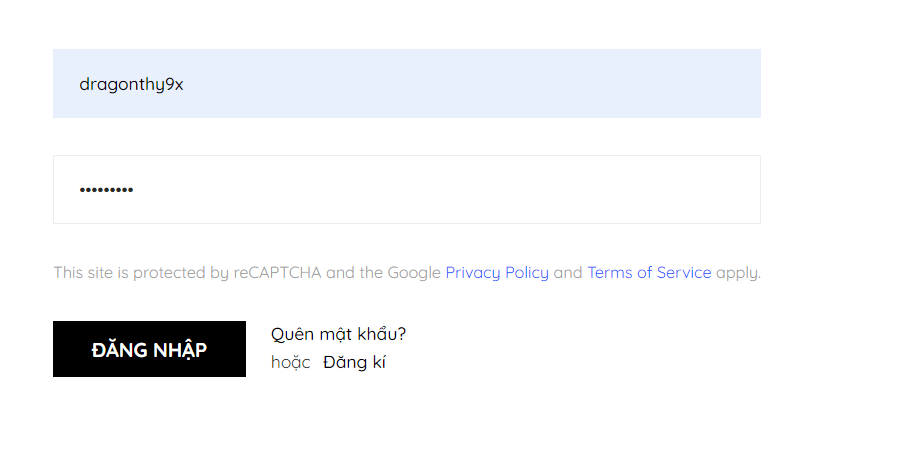 dragonthy9x
•••••••••
This site is protected by reCAPTCHA and the Google Privacy Policy and Terms of Service apply.
ĐĂNG NHẬP
Quên mật khẩu?
hoặc Đăng kí